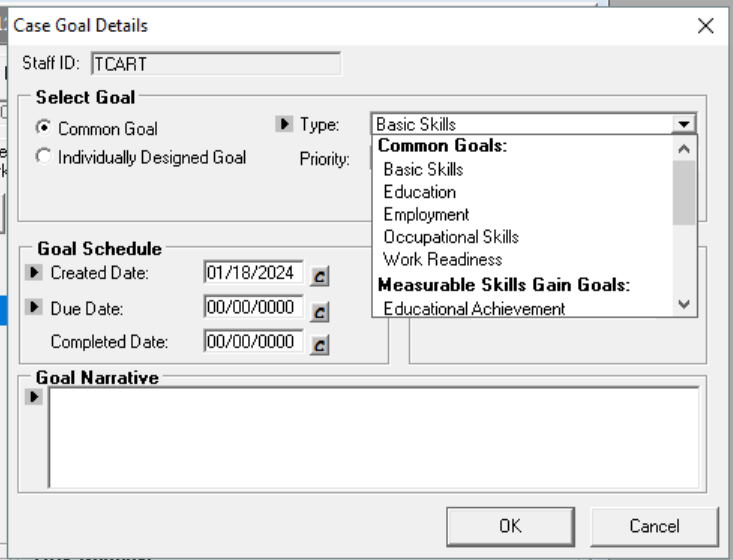 Case Goal Details
Staff ID: TCART
Select Goal
Common Goal
Type: Basic Skills
Individually Designed Goal
Priority:
Common Goals:
Basic Skills
Education
Employment
Occupational Skills
Work Readiness
Measurable Skills Gain Goals:
Educational Achievement
Goal Schedule
Created Date: 01/18/2024 C
Due Date: 00/00/0000 C
Completed Date: 00/00/0000 C
Goal Narrative
OK Cancel